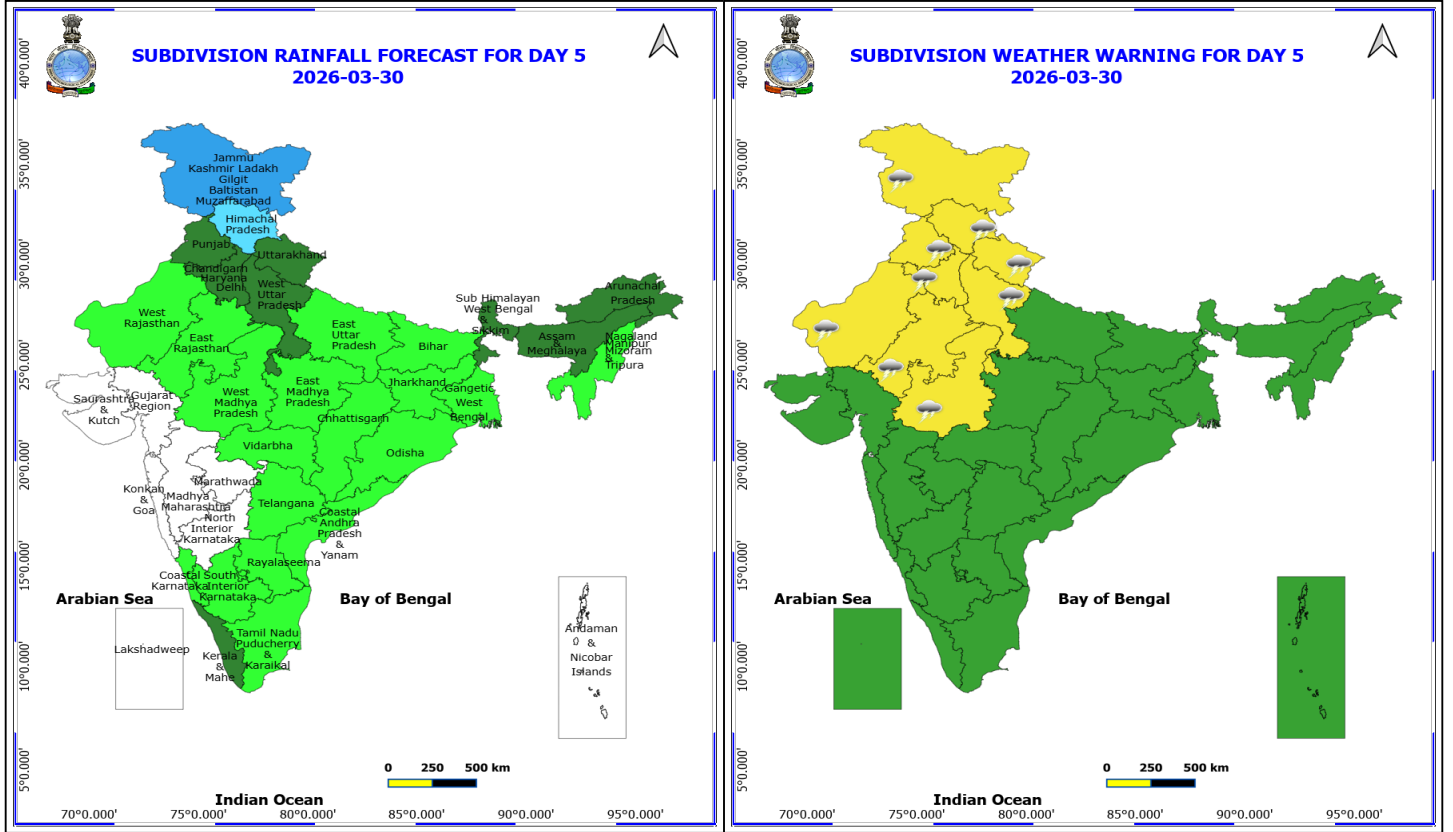 SUBDIVISION RAINFALL FORECAST FOR DAY 5
2026-03-30
40°0.000'
35°0.000'
30°0.000'
25°0.000'
20°0.000'
15°0.000'
10°0.000'
5°0.000'
Jammu
Kashmir Ladakh
Gilgit
Baltistan
Muzaffarabad
Himachal
Pradesh
Punjab
Uttarakhand
Chandigarh
Haryana
Delhi
West
Uttar
Pradesh
West
Rajasthan
East
Rajasthan
East
Uttar
Pradesh
Bihar
Sub Himalayan
West Bengal
&
Sikkim
Arunachal
Pradesh
Assam
&
Meghalaya
Nagaland
Manipur
Mizoram
&
Tripura
Saurashtra
&
Kutch
Gujarat
Region
West
Madhya
Pradesh
East
Madhya
Pradesh
Jharkhand
Gangetic
West
Bengal
Chhattisgarh
Vidarbha
Odisha
Konkan
&
Goa
Madhya
Maharashtra
Marathwada
North
Interior
Karnataka
Telangana
Coastal
Andhra
Pradesh
&
Yanam
Rayalaseema
Coastal
Karnataka
South
Interior
Karnataka
Arabian Sea
Bay of Bengal
Lakshadweep
Kerala
&
Mahe
Tamil Nadu
Puducherry
&
Karaikal
Andaman
&
Nicobar
Islands
0 250 500 km
Indian Ocean
70°0.000' 75°0.000' 80°0.000' 85°0.000' 90°0.000' 95°0.000'
SUBDIVISION WEATHER WARNING FOR DAY 5
2026-03-30
40°0.000'
35°0.000'
30°0.000'
25°0.000'
20°0.000'
15°0.000'
10°0.000'
5°0.000'
Arabian Sea
Bay of Bengal
0 250 500 km
Indian Ocean
70°0.000' 75°0.000' 80°0.000' 85°0.000' 90°0.000' 95°0.000'